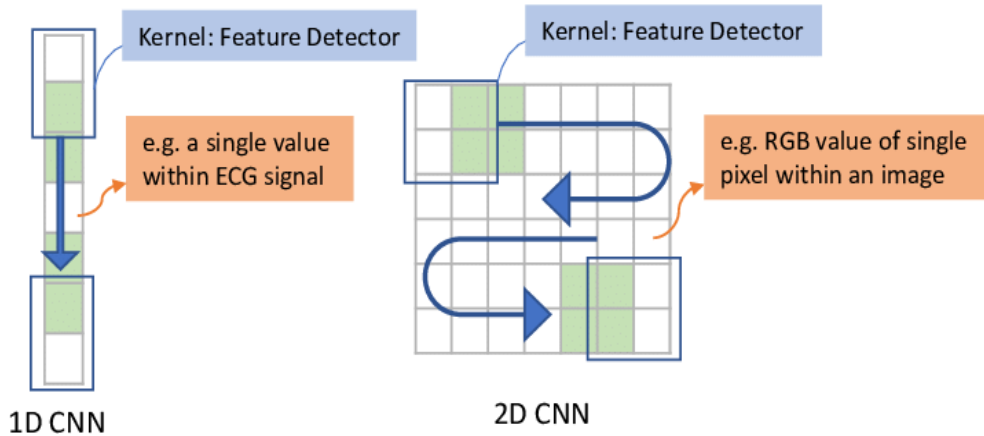 Kernel: Feature Detector
Kernel: Feature Detector
e.g. a single value
within ECG signal
e.g. RGB value of single
pixel within an image
1D CNN
2D CNN